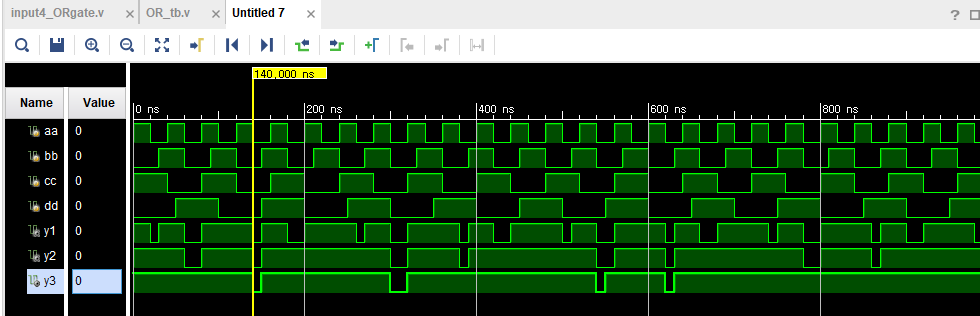 input4_ORgate.v
OR_tb.v
Untitled 7
?
140,000 ns
Name Value
0 ns 200 ns 400 ns 600 ns 800 ns
aa 0
bb 0
cc 0
dd 0
y1 0
y2 0
y3 0